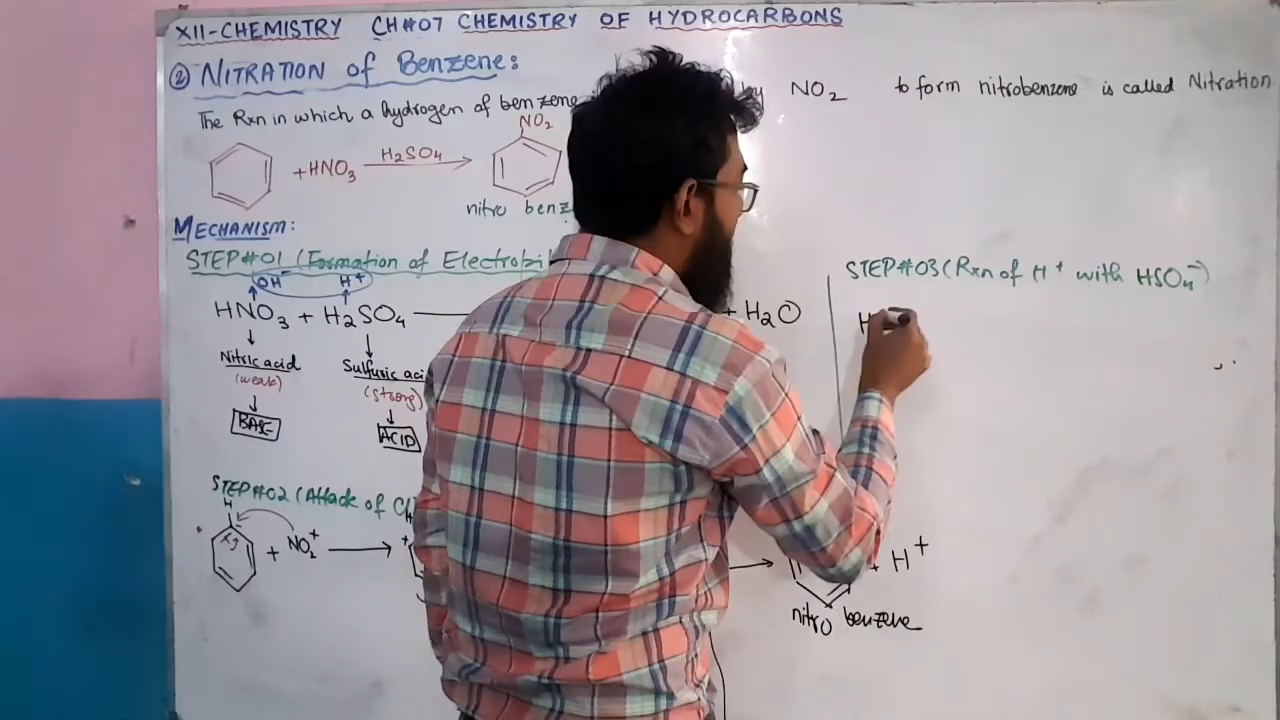 XII-CHEMISTRY CH#07 CHEMISTRY OF HYDROCARBONS
② NITRATION of Benzene:
The Rxn in which a hydrogen of benzene by NO2 to form nitrobenzene is called Nitration.
NO2
+ HNO3 H2SO4
nitro benz
MECHANISM:
STEP#01 (Formation of Electrophi
OH- H+
HNO3 + H2SO4 + H2O
Nitric acid
(weak)
BASE
Sulfuric aci
(strong)
ACID
STEP#02 (Attack of
H
+ NO2+
+ H+
nitro benzene
STEP#03 (Rxn of H+ with HSO4-)
H